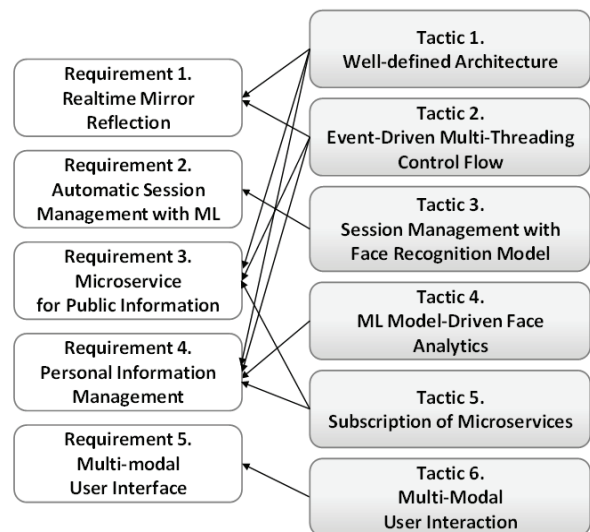 Requirement 1.
Realtime Mirror
Reflection
Requirement 2.
Automatic Session
Management with ML
Requirement 3.
Microservice
for Public Information
Requirement 4.
Personal Information
Management
Requirement 5.
Multi-modal
User Interface
Tactic 1.
Well-defined Architecture
Tactic 2.
Event-Driven Multi-Threading
Control Flow
Tactic 3.
Session Management with
Face Recognition Model
Tactic 4.
ML Model-Driven Face
Analytics
Tactic 5.
Subscription of Microservices
Tactic 6.
Multi-Modal
User Interaction